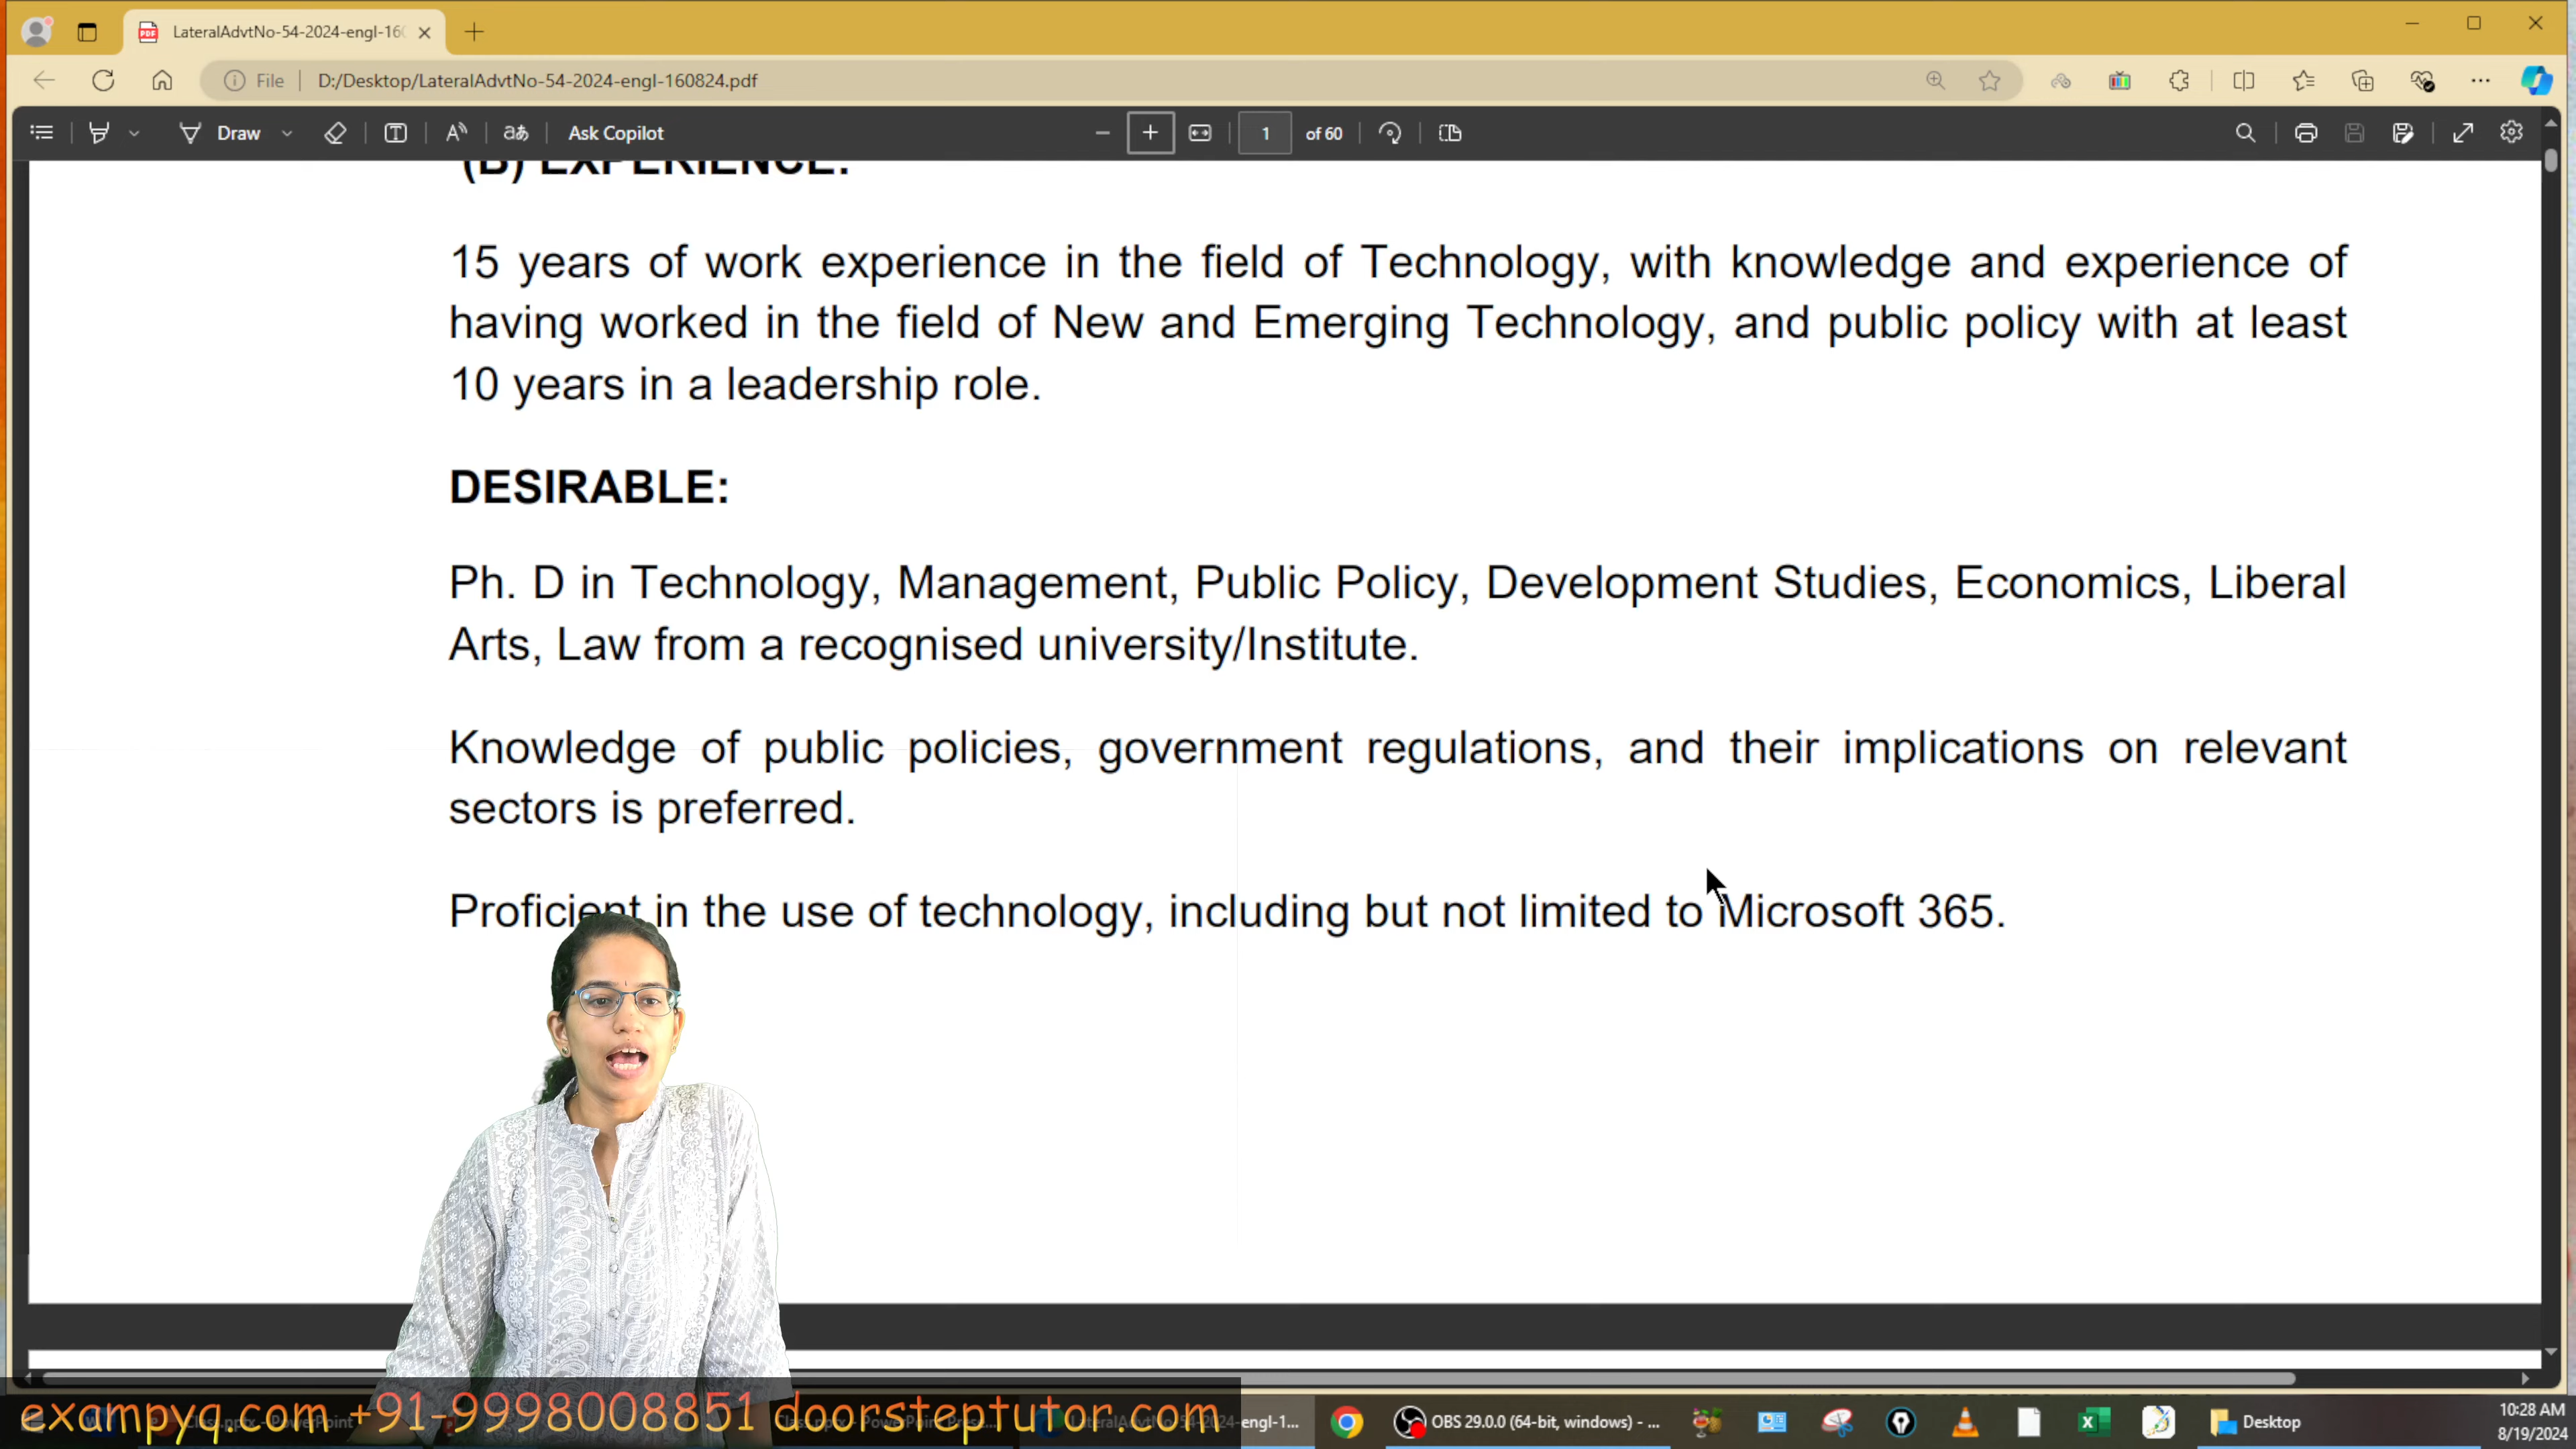 LateralAdvtNo-54-2024-engl-16
File
D:/Desktop/LateralAdvtNo-54-2024-engl-160824.pdf
Draw
aあ
Ask Copilot
1
of 60
(B) EXPERIENCE:
15 years of work experience in the field of Technology, with knowledge and experience of
having worked in the field of New and Emerging Technology, and public policy with at least
10 years in a leadership role.
DESIRABLE:
Ph. D in Technology, Management, Public Policy, Development Studies, Economics, Liberal
Arts, Law from a recognised university/Institute.
Knowledge of public policies, government regulations, and their implications on relevant
sectors is preferred.
Proficient in the use of technology, including but not limited to Microsoft 365.
exampyq.com +91-9998008851 doorsteptutor.com
engl-1...
OBS 29.0.0 (64-bit, windows) - ...
Desktop
10:28 AM
8/19/2024